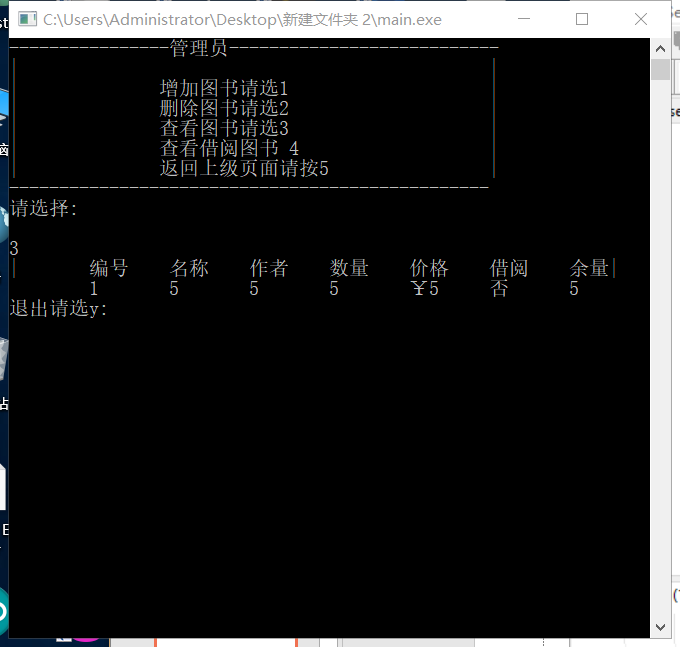 C:\Users\Administrator\Desktop\新建文件夹 2\main.exe
----------------管理员---------------------------
增加图书请选1
删除图书请选2
查看图书请选3
查看借阅图书 4
返回上级页面请按5
------------------------------------------------
请选择:
3
| 编号 名称 作者 数量 价格 借阅 余量|
1 5 5 5 ￥5 否 5
退出请选y: